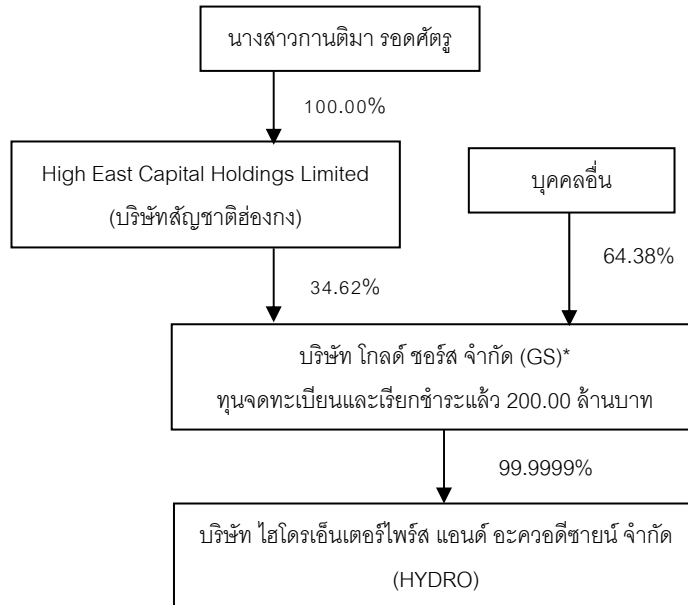 นางสาวกานติมา รอดศัตรู
100.00%
High East Capital Holdings Limited
(บริษัทสัญชาติฮ่องกง)
บุคคลอื่น
34.62%
64.38%
บริษัท โกลด์ ชอร์ส จำกัด (GS)*
ทุนจดทะเบียนและเรียกชำระแล้ว 200.00 ล้านบาท
99.9999%
บริษัท ไฮโดรเอ็นเตอร์ไพร์ส แอนด์ อะควอดีซายน์ จำกัด
(HYDRO)